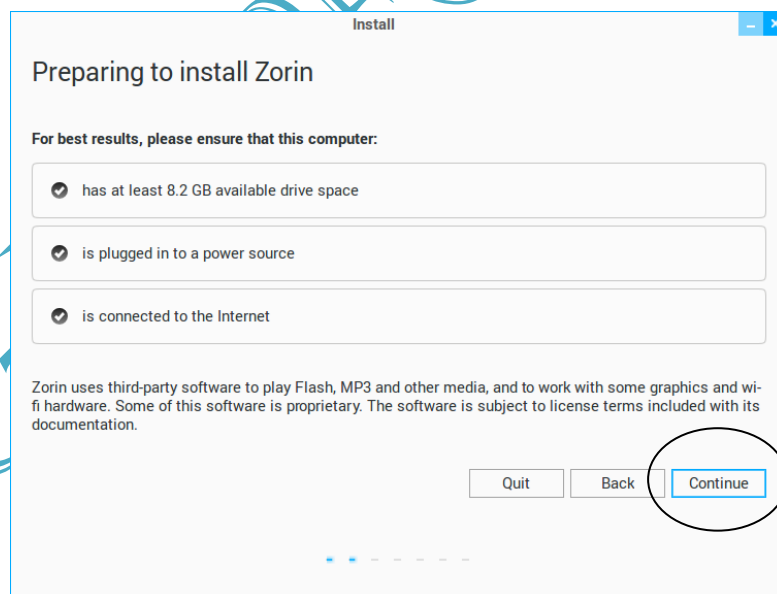 Install
Preparing to install Zorin
For best results, please ensure that this computer:
has at least 8.2 GB available drive space
is plugged in to a power source
is connected to the Internet
Zorin uses third-party software to play Flash, MP3 and other media, and to work with some graphics and wi-
fi hardware. Some of this software is proprietary. The software is subject to license terms included with its
documentation.
Quit Back Continue